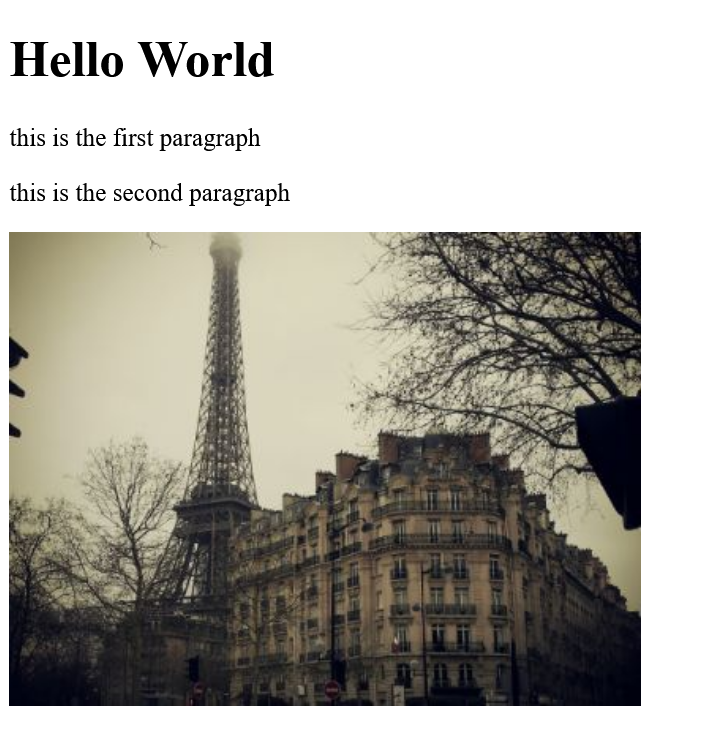 Hello World
this is the first paragraph
this is the second paragraph